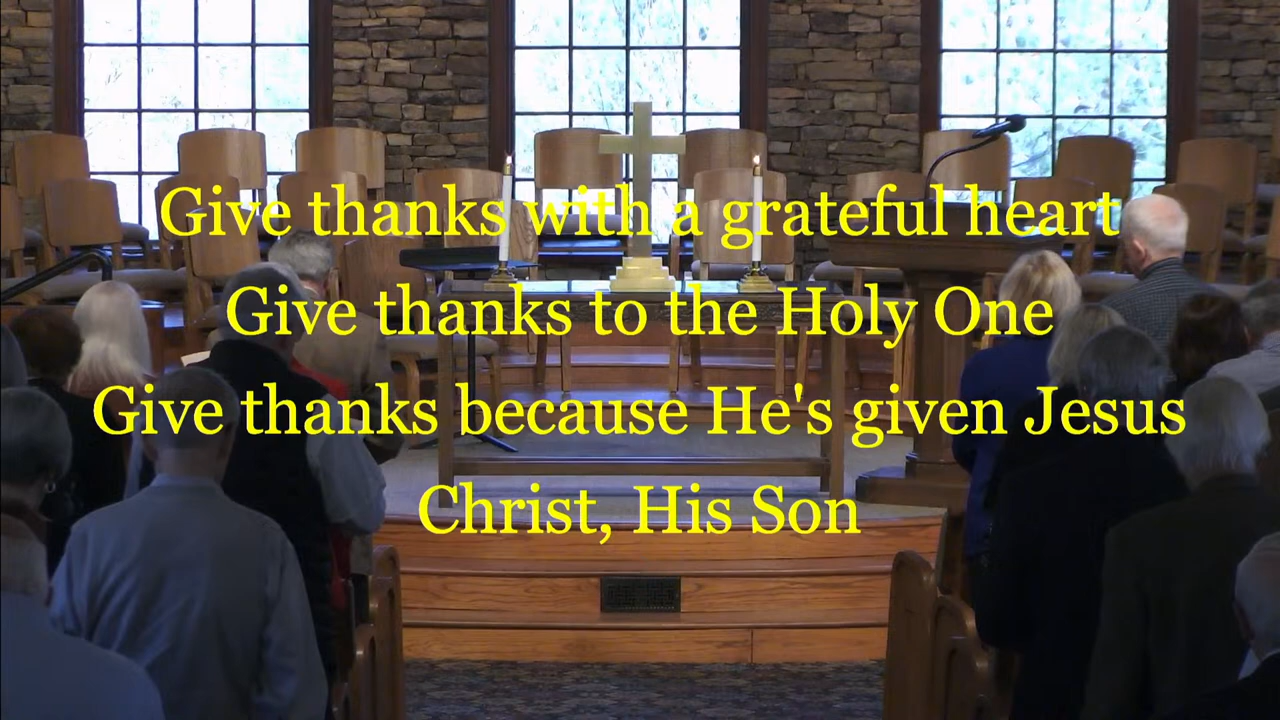 Give thanks with a grateful heart
Give thanks to the Holy One
Give thanks because He's given Jesus
Christ, His Son